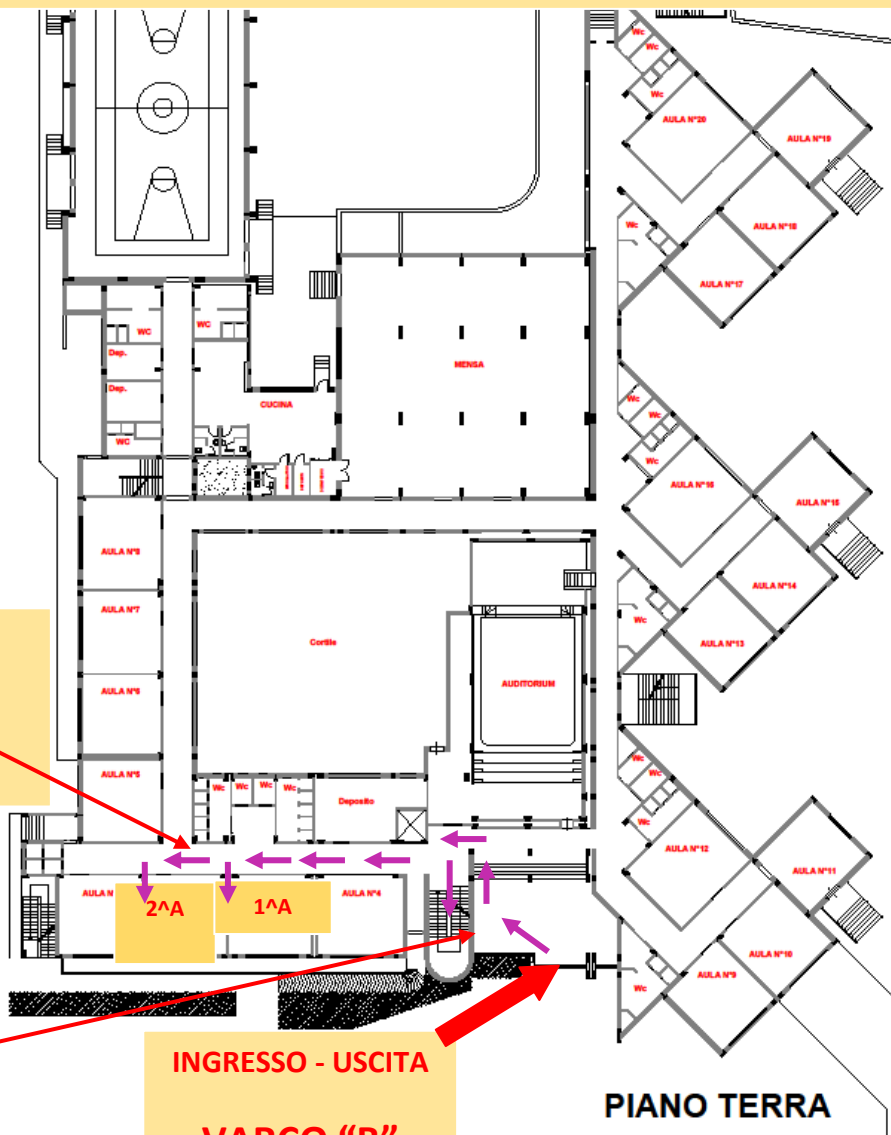 Wc
Wc
Wc
AULA N°20
AULA N°19
AULA N°18
Wc
AULA N°17
WC
WC
Dep.
Dep.
WC
CUCINA
MENSA
Wc
Wc
Wc
AULA N°16
AULA N°15
AULA N°14
Wc
AULA N°13
AULA N°8
AULA N°7
AULA N°6
AULA N°5
Cortile
AUDITORIUM
Wc
Wc
Wc
Wc
Deposito
Wc
Wc
Wc
AULA N°12
AULA N°11
AULA N°10
AULA N°9
Wc
AULA N
2^A
1^A
AULA N°4
INGRESSO - USCITA
VARCO “B”
PIANO TERRA